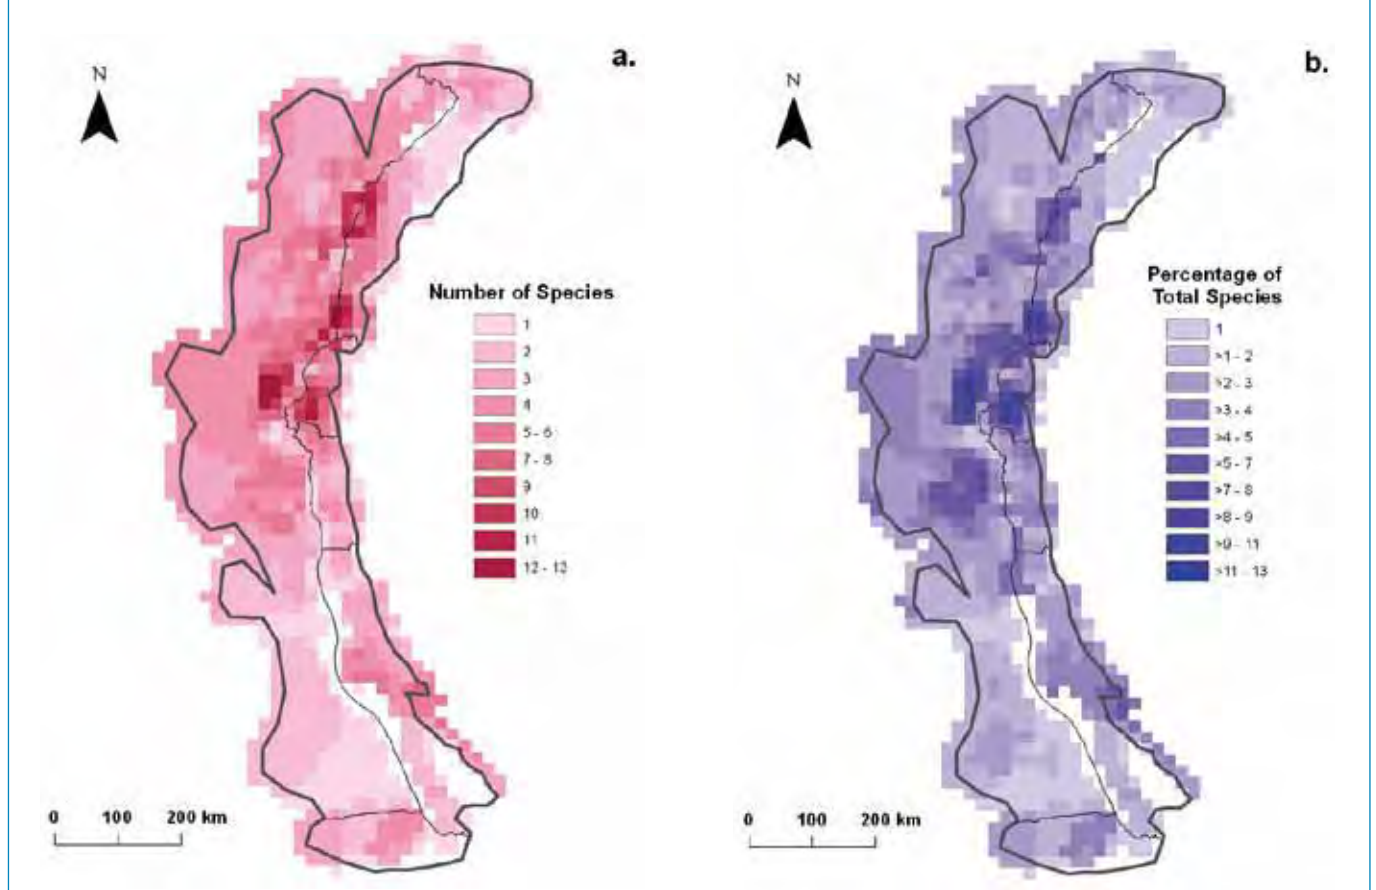 a.
N
Number of Species
1
2
3
4
5 - 6
7 - 8
9
10
11
12 - 13
0 100 200 km
b.
N
Percentage of
Total Species
1
>1 - 2
>2 - 3
>3 - 4
>4 - 5
>5 - 7
>7 - 8
>8 - 9
>9 - 11
>11 - 13
0 100 200 km